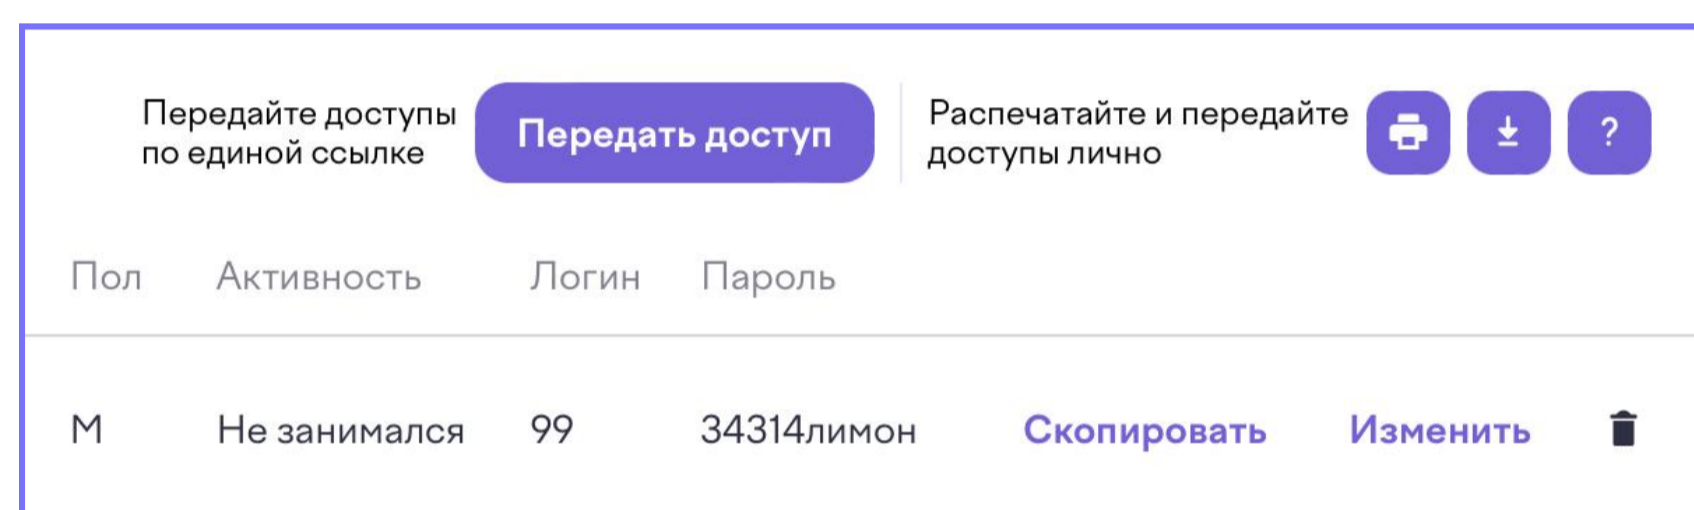 Передайте доступы
по единой ссылке
Передать доступ
Распечатайте и передайте
доступы лично
?
Пол Активность Логин Пароль
М Не занимался 99 34314лимон Скопировать Изменить